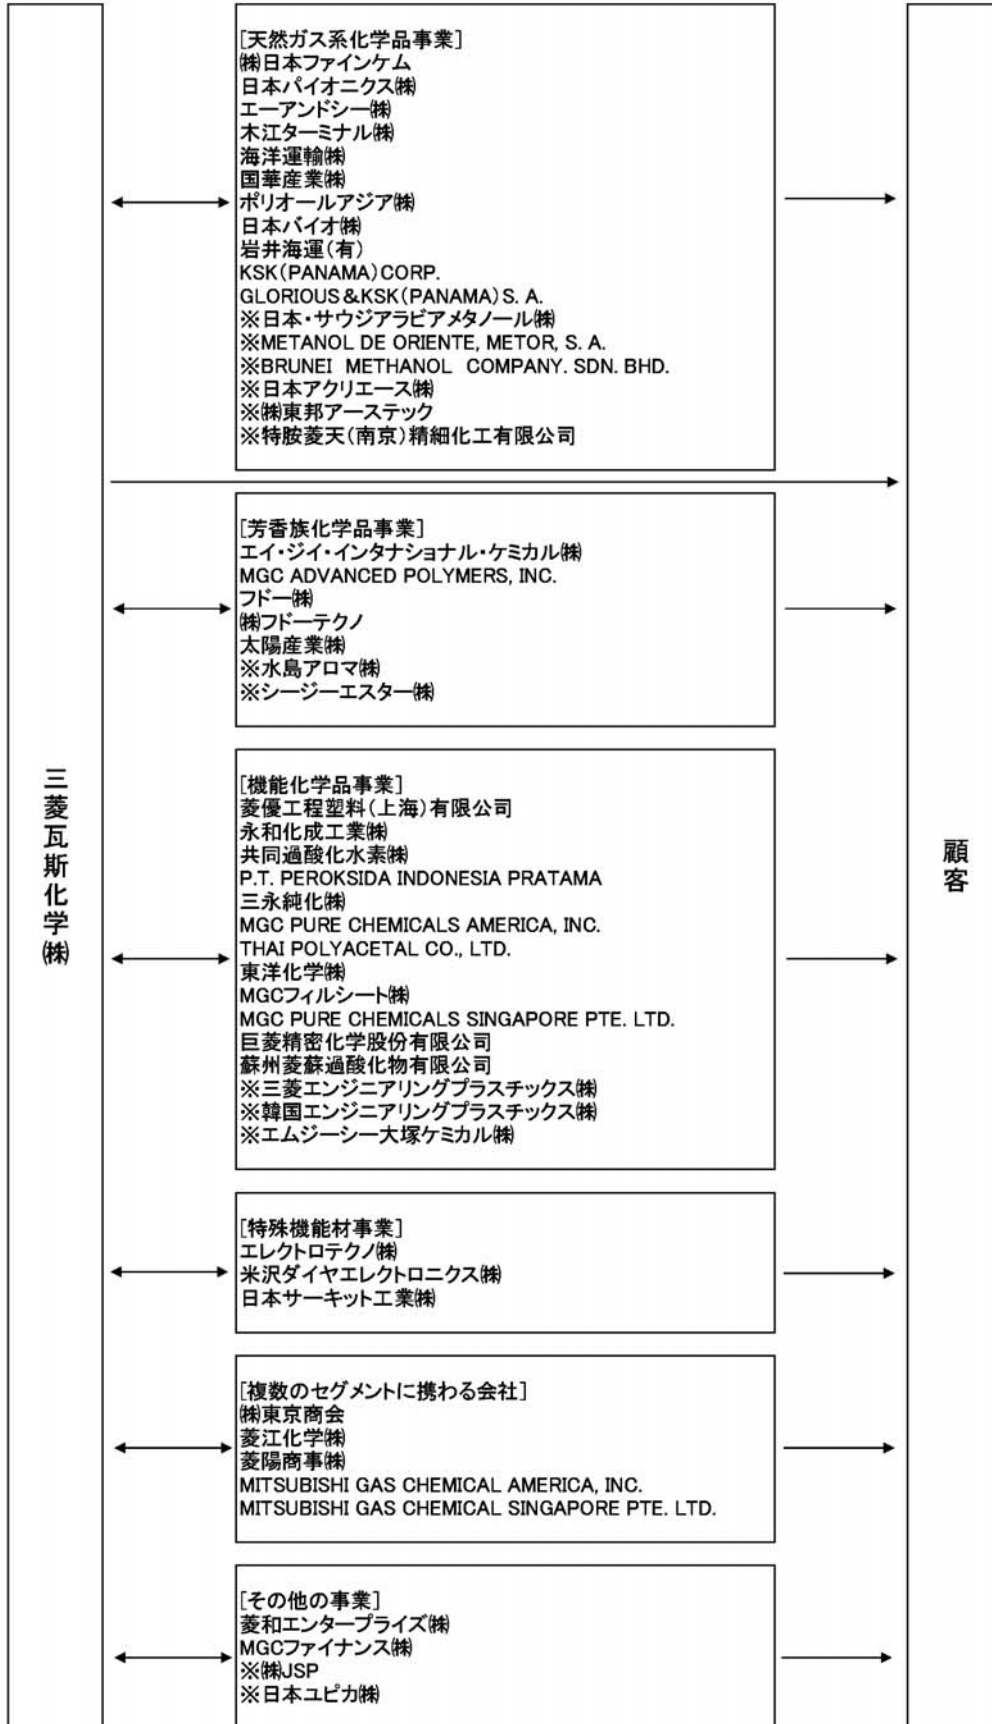 三菱瓦斯化学㈱
[天然ガス系化学品事業]
㈱日本ファインケム
日本パイオニクス㈱
エーアンドシー㈱
木江ターミナル㈱
海洋運輸㈱
国華産業㈱
ポリオールアジア㈱
日本バイオ㈱
岩井海運(有)
KSK(PANAMA)CORP.
GLORIOUS&KSK(PANAMA)S. A.
※日本・サウジアラビアメタノール㈱
※METANOL DE ORIENTE, METOR, S. A.
※BRUNEI METHANOL COMPANY. SDN. BHD.
※日本アクリエース㈱
※㈱東邦アーステック
※特胺菱天(南京)精細化工有限公司
[芳香族化学品事業]
エイ・ジイ・インタナショナル・ケミカル㈱
MGC ADVANCED POLYMERS, INC.
フドー㈱
㈱フドーテクノ
太陽産業㈱
※水島アロマ㈱
※シージーエスター㈱
[機能化学品事業]
菱優工程塑料(上海)有限公司
永和化成工業㈱
共同過酸化水素㈱
P.T. PEROKSIDA INDONESIA PRATAMA
三永純化㈱
MGC PURE CHEMICALS AMERICA, INC.
THAI POLYACETAL CO., LTD.
東洋化学㈱
MGCフィルシート㈱
MGC PURE CHEMICALS SINGAPORE PTE. LTD.
巨菱精密化学股份有限公司
蘇州菱蘇過酸化物有限公司
※三菱エンジニアリングプラスチックス㈱
※韓国エンジニアリングプラスチックス㈱
※エムジーシー大塚ケミカル㈱
[特殊機能材事業]
エレクトロテクノ㈱
米沢ダイヤエレクトロニクス㈱
日本サーキット工業㈱
[複数のセグメントに携わる会社]
㈱東京商会
菱江化学㈱
菱陽商事㈱
MITSUBISHI GAS CHEMICAL AMERICA, INC.
MITSUBISHI GAS CHEMICAL SINGAPORE PTE. LTD.
[その他の事業]
菱和エンタープライズ㈱
MGCファイナンス㈱
※㈱JSP
※日本ユピカ㈱
顧客